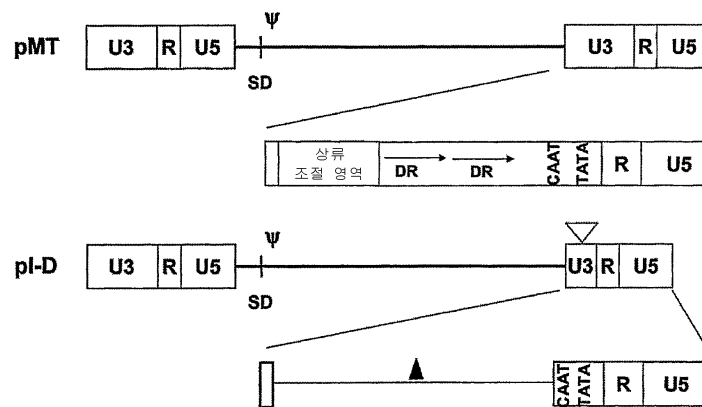 pMT U3 R U5 ψ U3 R U5
SD
상류
조절 영역
DR DR CAAT TATA R U5
pI-D U3 R U5 ψ U3 R U5
SD
CAAT TATA R U5